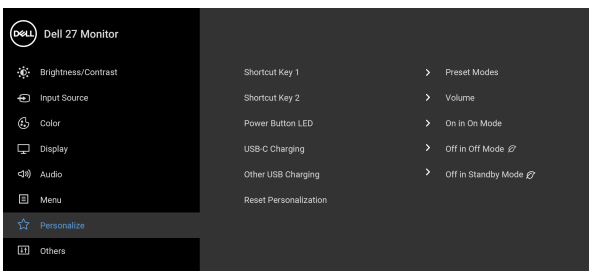 DELL Dell 27 Monitor
Brightness/Contrast Shortcut Key 1 Preset Modes
Input Source Shortcut Key 2 Volume
Color Power Button LED On in On Mode
Display USB-C Charging Off in Off Mode
Audio Other USB Charging Off in Standby Mode
Menu Reset Personalization
Personalize
Others